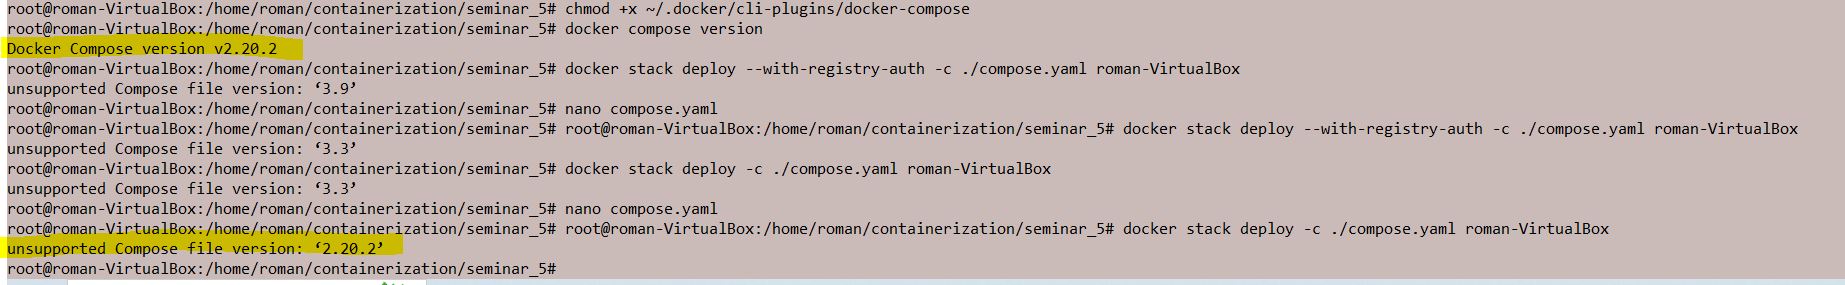 root@roman-VirtualBox:/home/roman/containerization/seminar_5# chmod +x ~/.docker/cli-plugins/docker-compose
root@roman-VirtualBox:/home/roman/containerization/seminar_5# docker compose version
Docker Compose version v2.20.2
root@roman-VirtualBox:/home/roman/containerization/seminar_5# docker stack deploy --with-registry-auth -c ./compose.yaml roman-VirtualBox
unsupported Compose file version: ‘3.9’
root@roman-VirtualBox:/home/roman/containerization/seminar_5# nano compose.yaml
root@roman-VirtualBox:/home/roman/containerization/seminar_5# root@roman-VirtualBox:/home/roman/containerization/seminar_5# docker stack deploy --with-registry-auth -c ./compose.yaml roman-VirtualBox
unsupported Compose file version: ‘3.3’
root@roman-VirtualBox:/home/roman/containerization/seminar_5# docker stack deploy -c ./compose.yaml roman-VirtualBox
unsupported Compose file version: ‘3.3’
root@roman-VirtualBox:/home/roman/containerization/seminar_5# nano compose.yaml
root@roman-VirtualBox:/home/roman/containerization/seminar_5# root@roman-VirtualBox:/home/roman/containerization/seminar_5# docker stack deploy -c ./compose.yaml roman-VirtualBox
unsupported Compose file version: ‘2.20.2’
root@roman-VirtualBox:/home/roman/containerization/seminar_5#